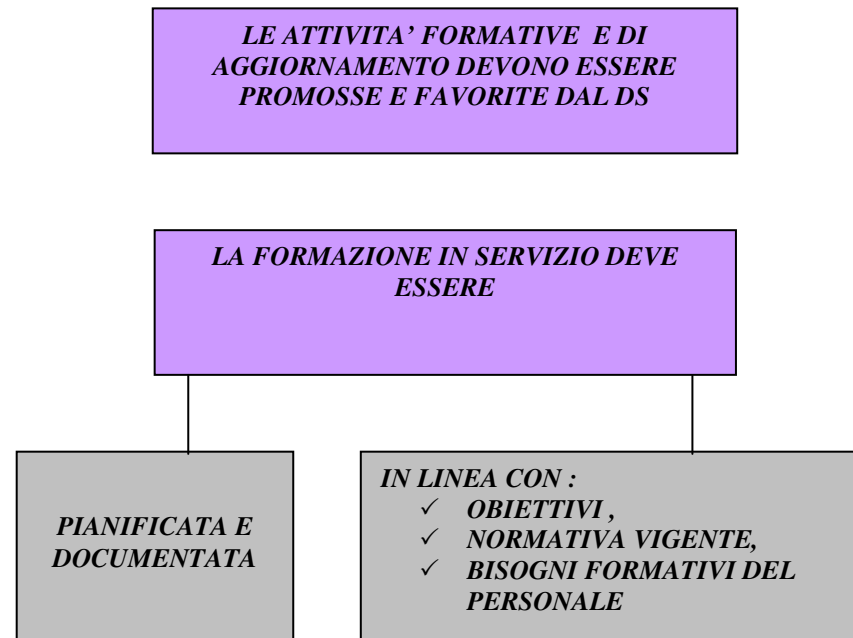 LE ATTIVITA’ FORMATIVE E DI
AGGIORNAMENTO DEVONO ESSERE
PROMOSSE E FAVORITE DAL DS
LA FORMAZIONE IN SERVIZIO DEVE
ESSERE
PIANIFICATA E
DOCUMENTATA
IN LINEA CON :
✓ OBIETTIVI ,
✓ NORMATIVA VIGENTE,
✓ BISOGNI FORMATIVI DEL
PERSONALE